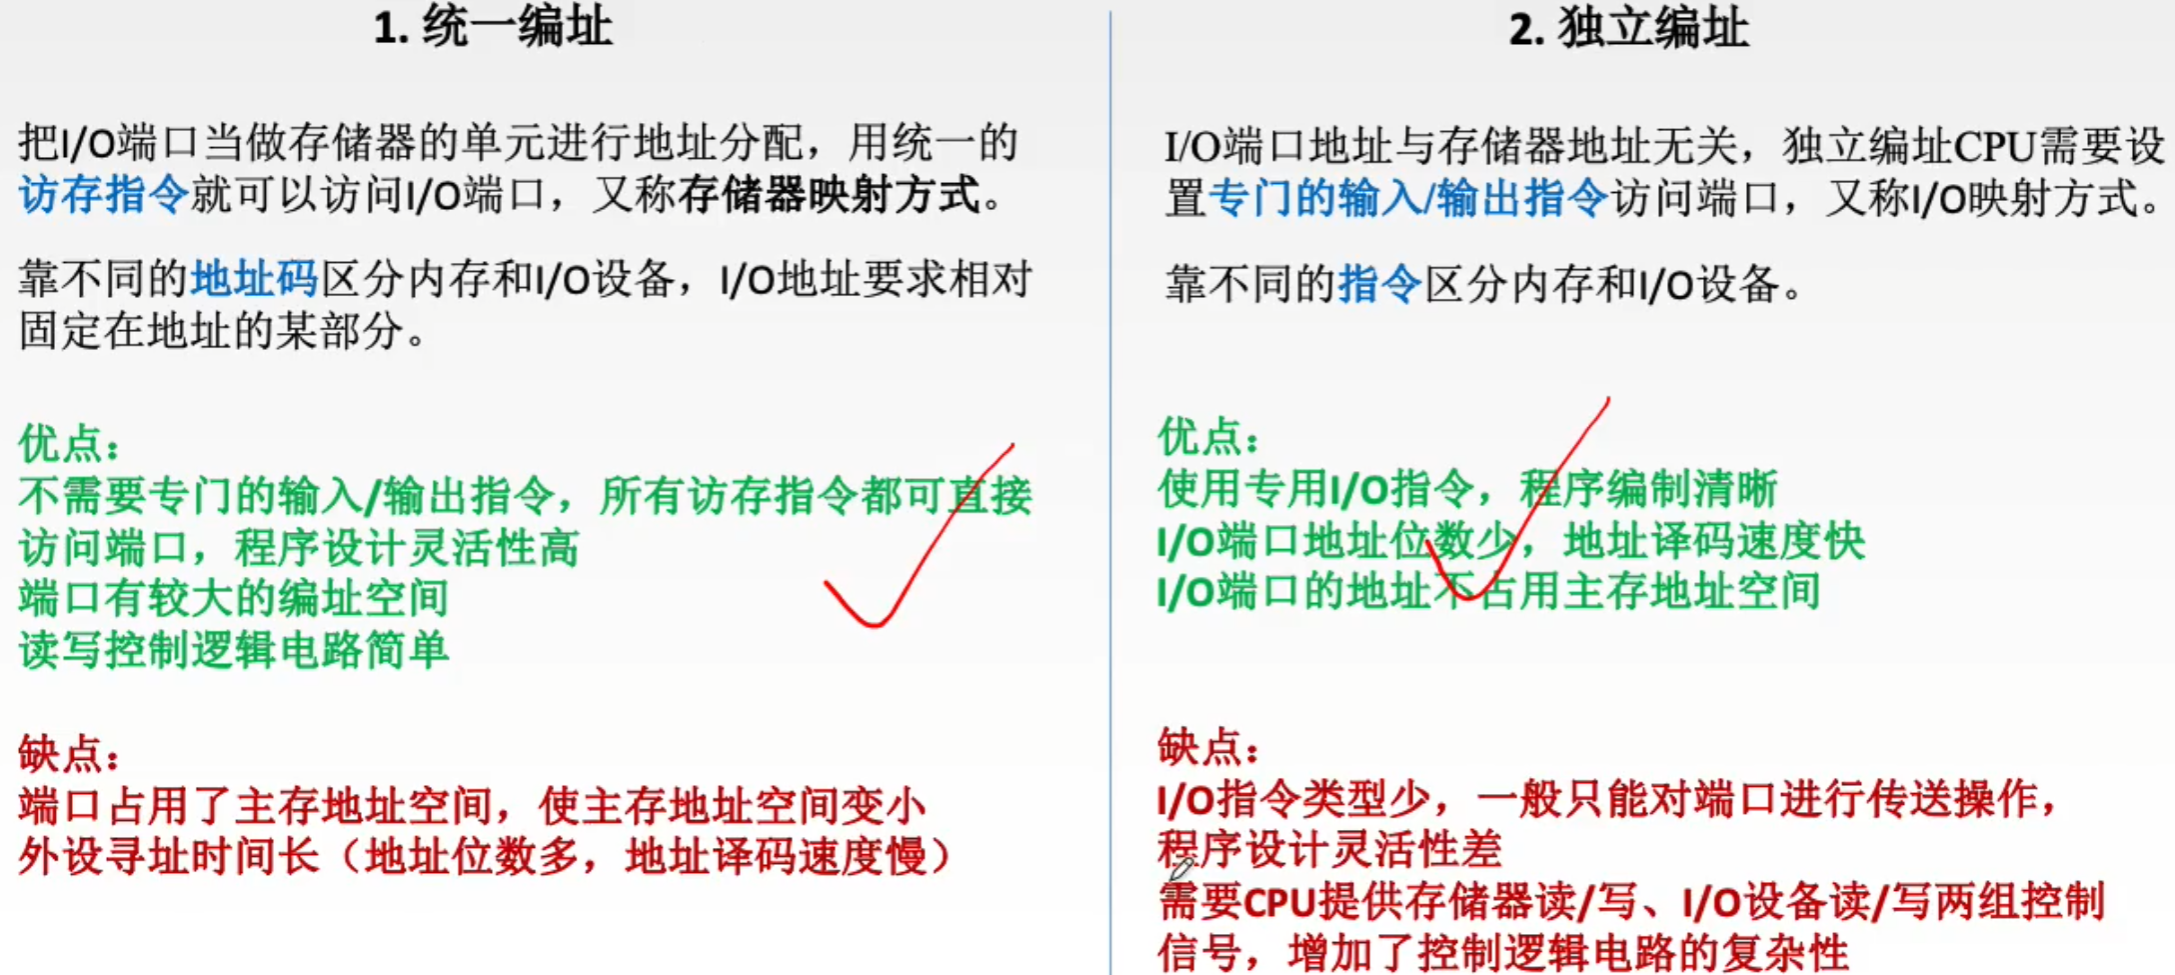 1. 统一编址
把I/O端口当做存储器的单元进行地址分配，用统一的
访存指令就可以访问I/O端口，又称存储器映射方式。
靠不同的地址码区分内存和I/O设备，I/O地址要求相对
固定在地址的某部分。
优点：
不需要专门的输入/输出指令，所有访存指令都可直接
访问端口，程序设计灵活性高
端口有较大的编址空间
读写控制逻辑电路简单
缺点：
端口占用了主存地址空间，使主存地址空间变小
外设寻址时间长（地址位数多，地址译码速度慢）
2. 独立编址
I/O端口地址与存储器地址无关，独立编址CPU需要设
置专门的输入/输出指令访问端口，又称I/O映射方式。
靠不同的指令区分内存和I/O设备。
优点：
使用专用I/O指令，程序编制清晰
I/O端口地址位数少，地址译码速度快
I/O端口的地址不占用主存地址空间
缺点：
I/O指令类型少，一般只能对端口进行传送操作，
程序设计灵活性差
需要CPU提供存储器读/写、I/O设备读/写两组控制
信号，增加了控制逻辑电路的复杂性